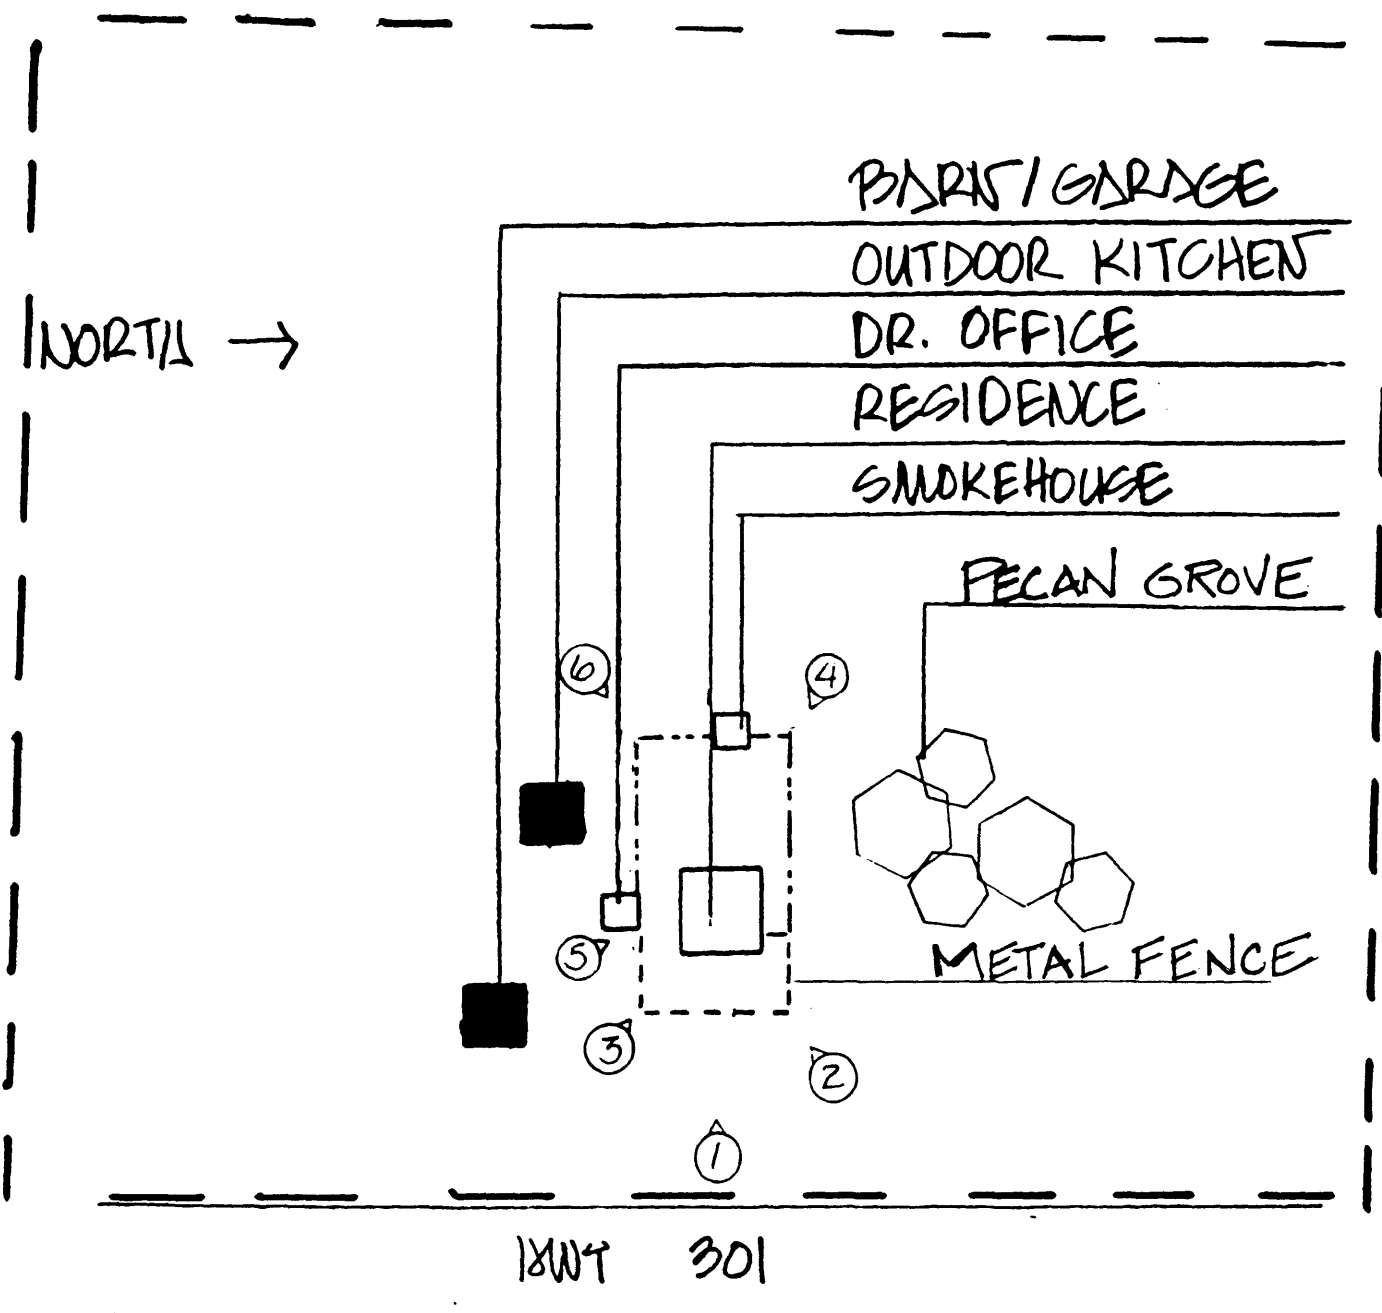 BARN/GARAGE
OUTDOOR KITCHEN
NORTH →
DR. OFFICE
RESIDENCE
SMOKEHOUSE
PECAN GROVE
6
4
5
METAL FENCE
3
2
1
HWY 301